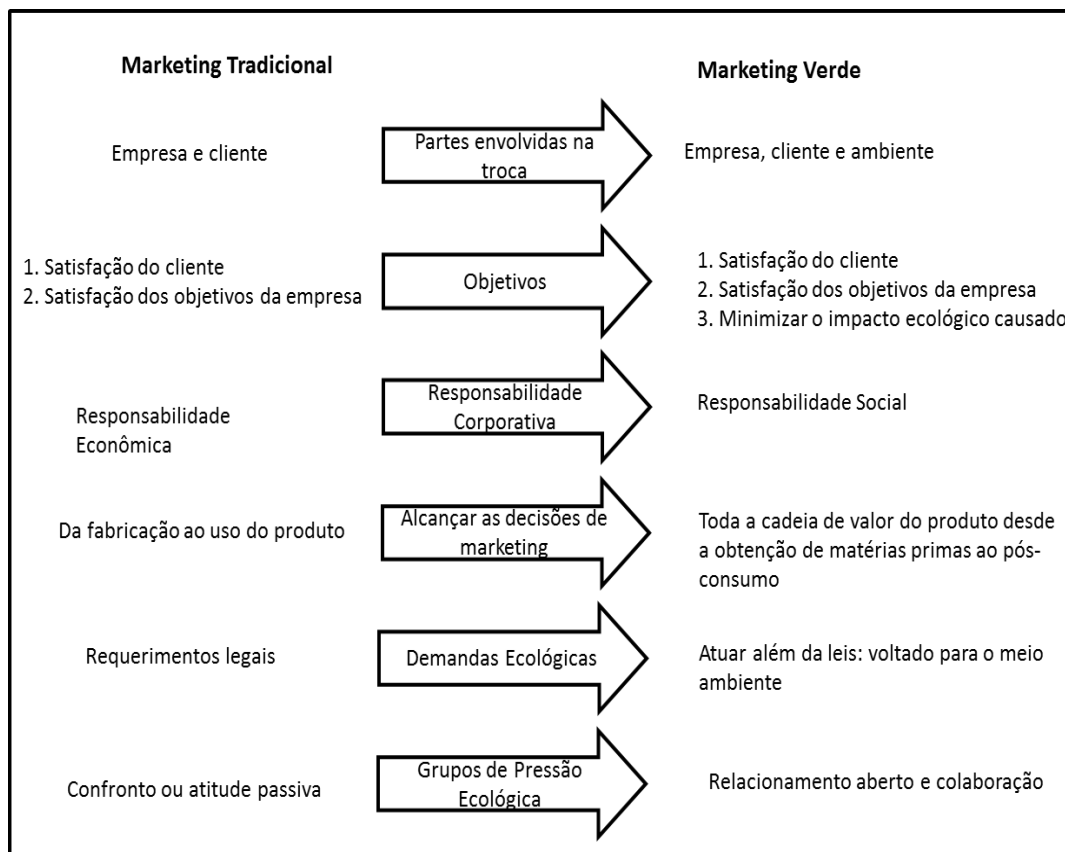 Marketing Tradicional
Marketing Verde
Empresa e cliente
Partes envolvidas na
troca
Empresa, cliente e ambiente
1. Satisfação do cliente
2. Satisfação dos objetivos da empresa
Objetivos
1. Satisfação do cliente
2. Satisfação dos objetivos da empresa
3. Minimizar o impacto ecológico causado
Responsabilidade
Econômica
Responsabilidade
Corporativa
Responsabilidade Social
Da fabricação ao uso do produto
Alcançar as decisões de
marketing
Toda a cadeia de valor do produto desde
a obtenção de matérias primas ao pós-
consumo
Requerimentos legais
Demandas Ecológicas
Atuar além da leis: voltado para o meio
ambiente
Confronto ou atitude passiva
Grupos de Pressão
Ecológica
Relacionamento aberto e colaboração